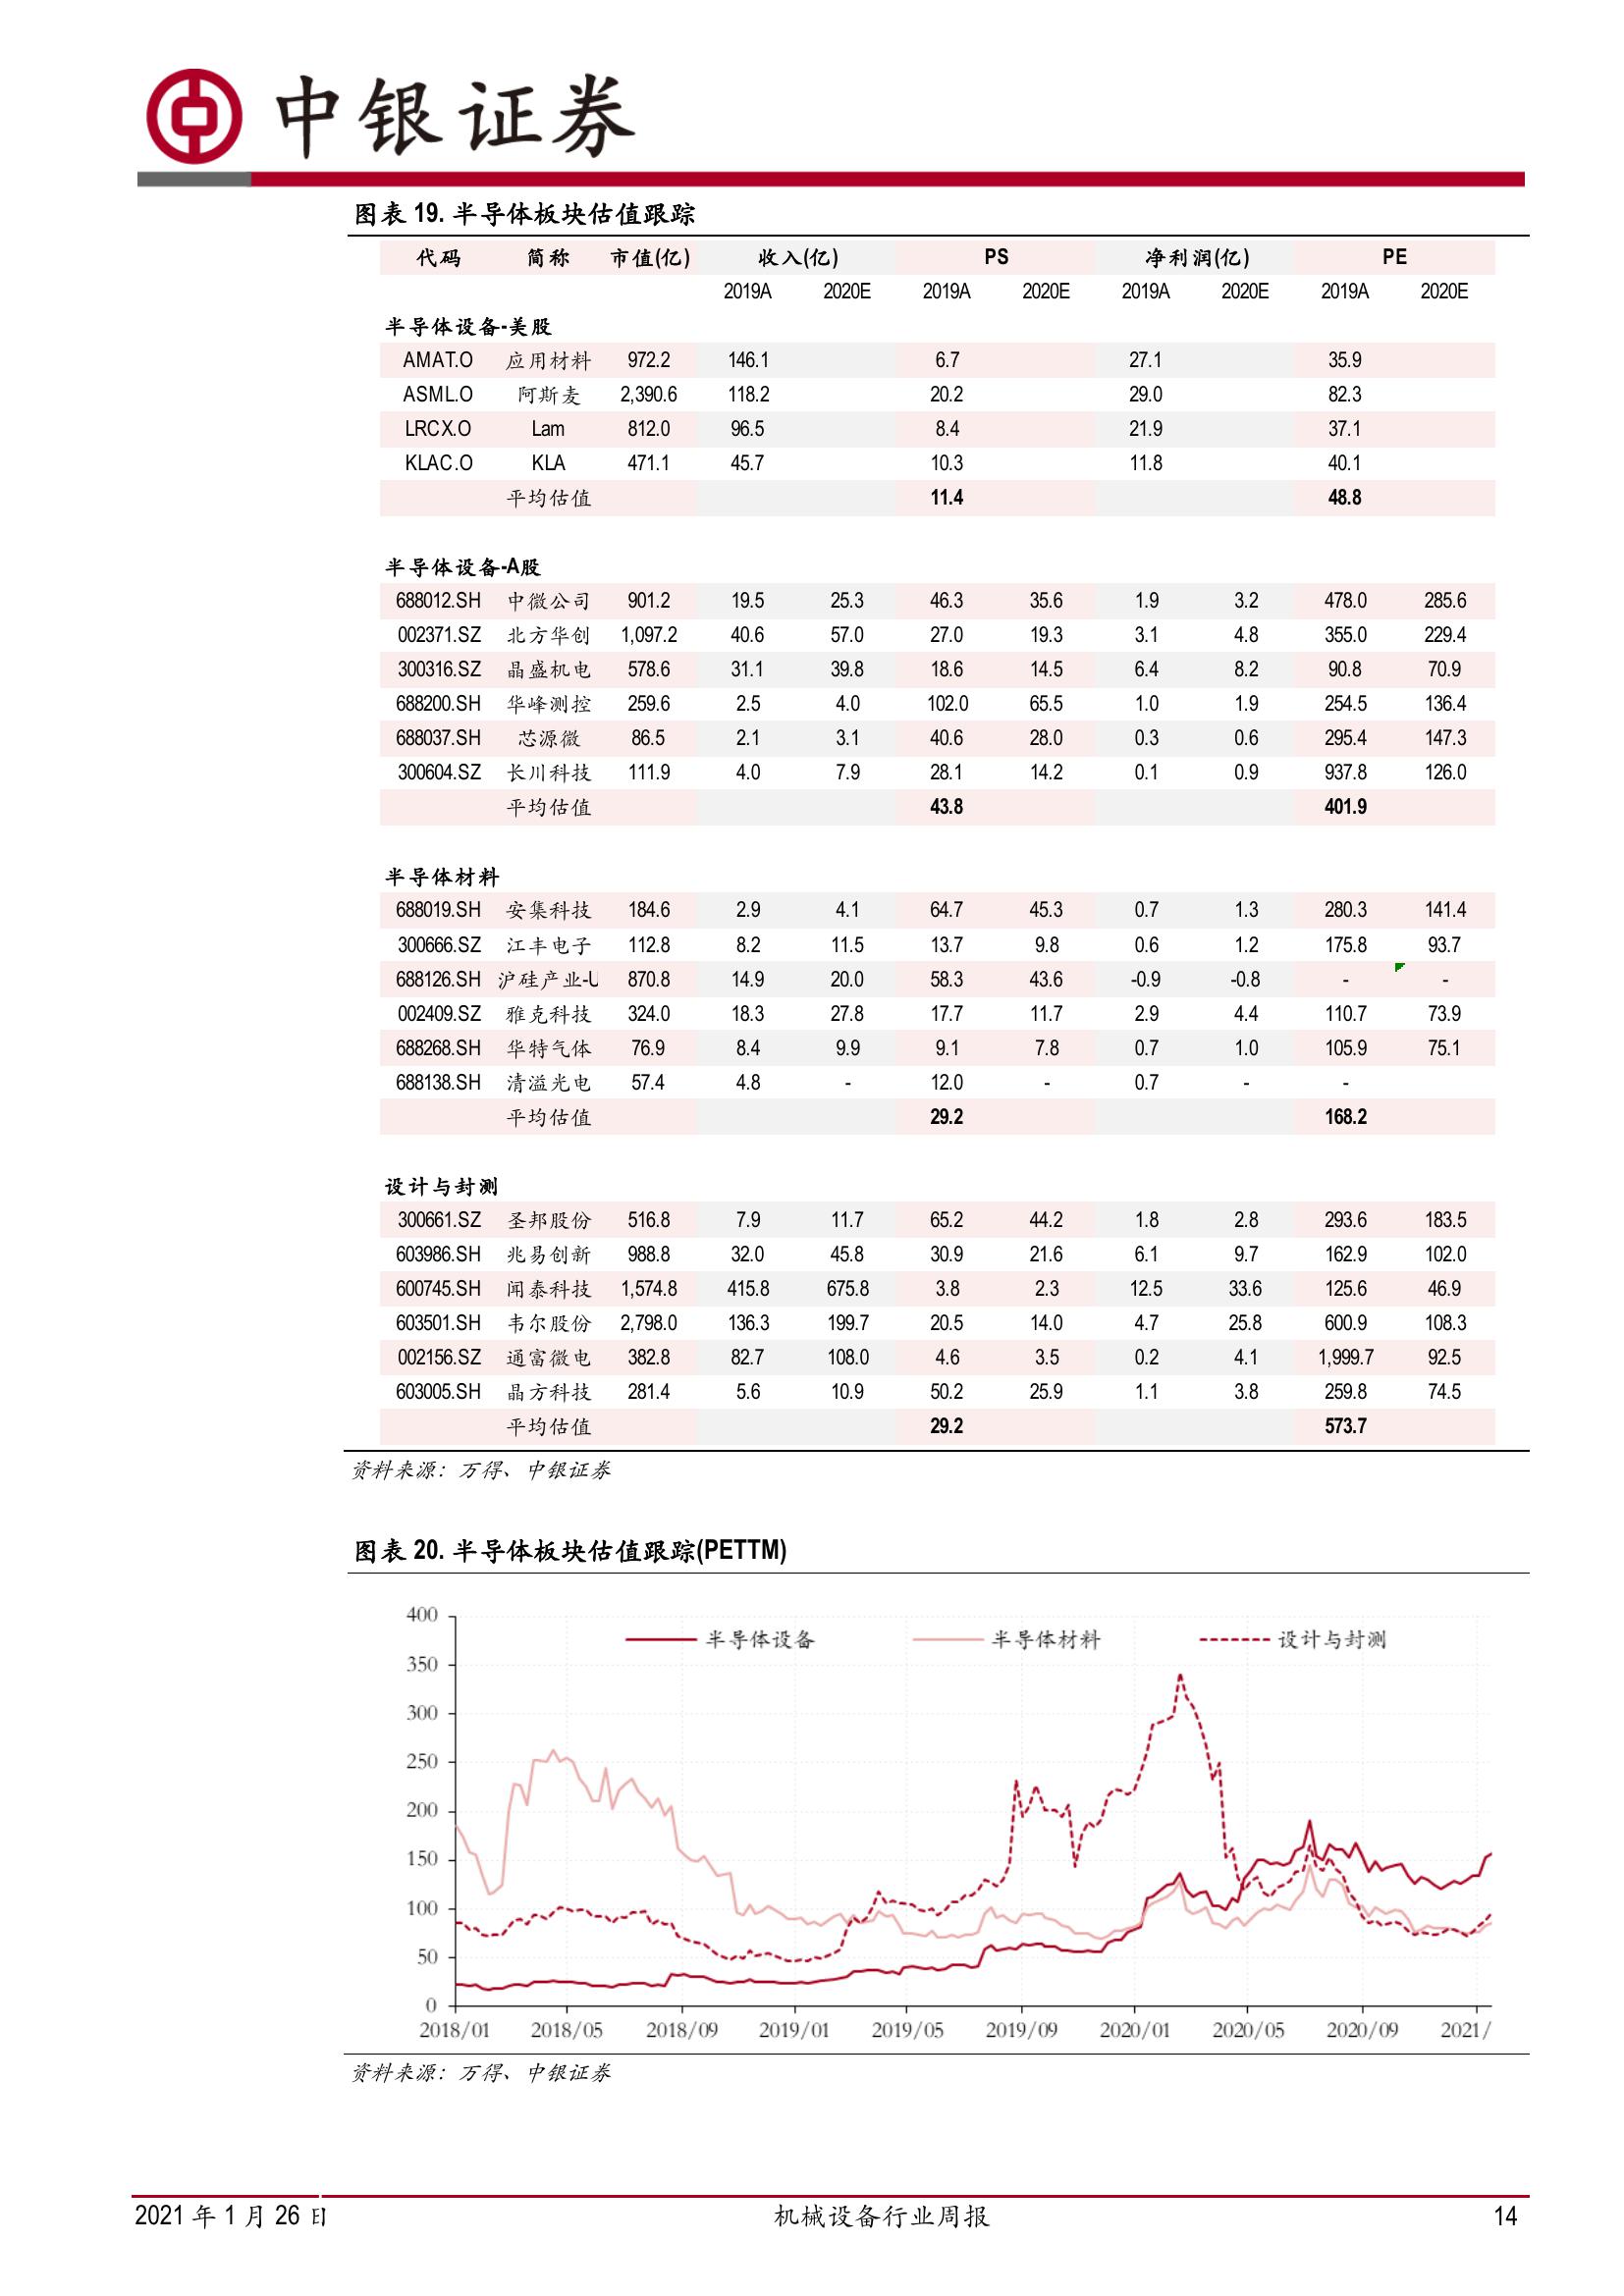 中银证券
图表 19. 半导体板块估值跟踪
代码 简称 市值(亿) 收入(亿) PS 净利润(亿) PE
2019A 2020E 2019A 2020E 2019A 2020E 2019A 2020E
半导体设备-美股
AMAT.O 应用材料 972.2 146.1 6.7 27.1 35.9
ASML.O 阿斯麦 2,390.6 118.2 20.2 29.0 82.3
LRCX.O Lam 812.0 96.5 8.4 21.9 37.1
KLAC.O KLA 471.1 45.7 10.3 11.8 40.1
平均估值 11.4 48.8
半导体设备-A股
688012.SH 中微公司 901.2 19.5 25.3 46.3 35.6 1.9 3.2 478.0 285.6
002371.SZ 北方华创 1,097.2 40.6 57.0 27.0 19.3 3.1 4.8 355.0 229.4
300316.SZ 晶盛机电 578.6 31.1 39.8 18.6 14.5 6.4 8.2 90.8 70.9
688200.SH 华峰测控 259.6 2.5 4.0 102.0 65.5 1.0 1.9 254.5 136.4
688037.SH 芯源微 86.5 2.1 3.1 40.6 28.0 0.3 0.6 295.4 147.3
300604.SZ 长川科技 111.9 4.0 7.9 28.1 14.2 0.1 0.9 937.8 126.0
平均估值 43.8 401.9
半导体材料
688019.SH 安集科技 184.6 2.9 4.1 64.7 45.3 0.7 1.3 280.3 141.4
300666.SZ 江丰电子 112.8 8.2 11.5 13.7 9.8 0.6 1.2 175.8 93.7
688126.SH 沪硅产业-U 870.8 14.9 20.0 58.3 43.6 -0.9 -0.8 - -
002409.SZ 雅克科技 324.0 18.3 27.8 17.7 11.7 2.9 4.4 110.7 73.9
688268.SH 华特气体 76.9 8.4 9.9 9.1 7.8 0.7 1.0 105.9 75.1
688138.SH 清溢光电 57.4 4.8 - 12.0 - 0.7 - -
平均估值 29.2 168.2
设计与封测
300661.SZ 圣邦股份 516.8 7.9 11.7 65.2 44.2 1.8 2.8 293.6 183.5
603986.SH 兆易创新 988.8 32.0 45.8 30.9 21.6 6.1 9.7 162.9 102.0
600745.SH 闻泰科技 1,574.8 415.8 675.8 3.8 2.3 12.5 33.6 125.6 46.9
603501.SH 韦尔股份 2,798.0 136.3 199.7 20.5 14.0 4.7 25.8 600.9 108.3
002156.SZ 通富微电 382.8 82.7 108.0 4.6 3.5 0.2 4.1 1,999.7 92.5
603005.SH 晶方科技 281.4 5.6 10.9 50.2 25.9 1.1 3.8 259.8 74.5
平均估值 29.2 573.7
资料来源：万得、中银证券
图表 20. 半导体板块估值跟踪(PETTM)
半导体设备 半导体材料 设计与封测
400
350
300
250
200
150
100
50
0
2018/01 2018/05 2018/09 2019/01 2019/05 2019/09 2020/01 2020/05 2020/09 2021/
资料来源：万得、中银证券
2021 年 1 月 26 日 机械设备行业周报 14